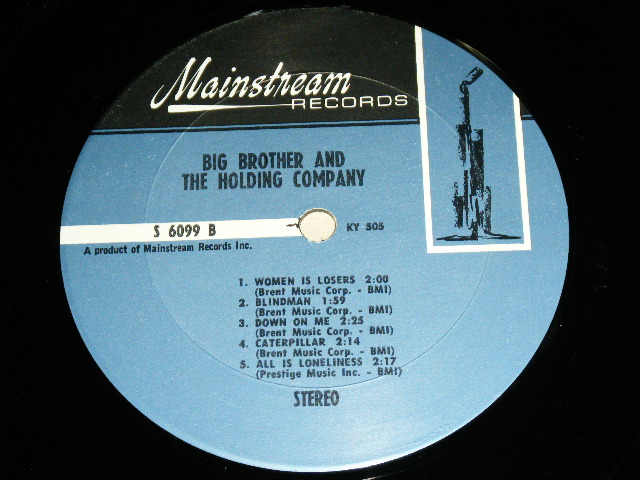 Mainstream
RECORDS
BIG BROTHER AND
THE HOLDING COMPANY
S 6099 B
KY 505
A product of Mainstream Records Inc.
1. WOMEN IS LOSERS 2:00
(Brent Music Corp. - BMI)
2. BLINDMAN 1:59
(Brent Music Corp. - BMI)
3. DOWN ON ME 2:25
(Brent Music Corp. - BMI)
4. CATERPILLAR 2:14
(Brent Music Corp. - BMI)
5. ALL IS LONELINESS 2:17
(Prestige Music Inc. - BMI)
STEREO